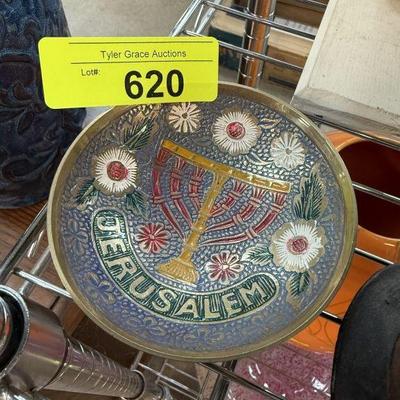 Tyler Grace Auctions
Lot#:
620
JERUSALEM